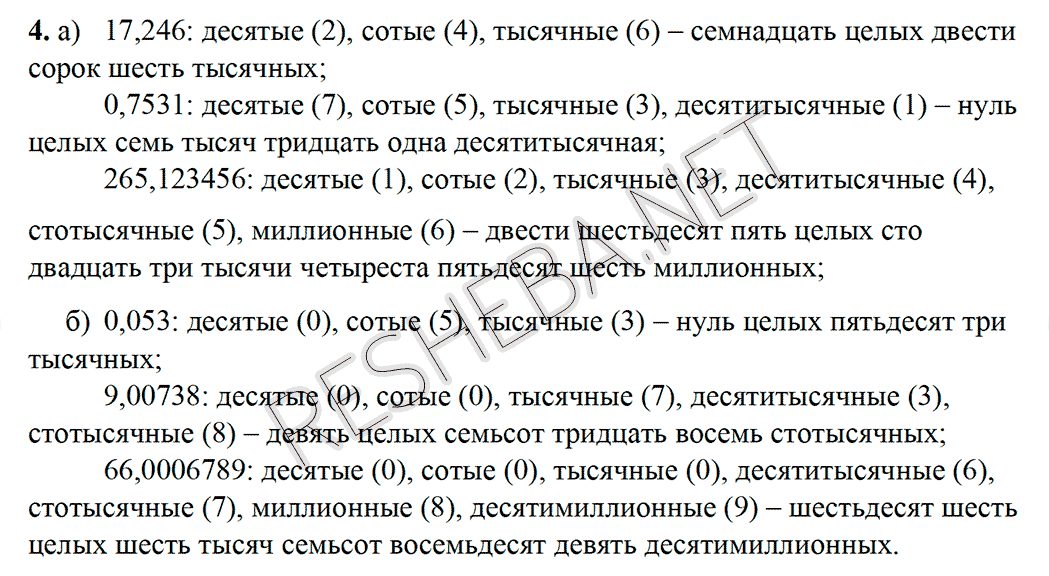 4. а) 17,246: десятые (2), сотые (4), тысячные (6) – семнадцать целых двести
сорок шесть тысячных;
0,7531: десятые (7), сотые (5), тысячные (3), десятитысячные (1) – нуль
целых семь тысяч тридцать одна десятитысячная;
265,123456: десятые (1), сотые (2), тысячные (3), десятитысячные (4),
стотысячные (5), миллионные (6) – двести шестьдесят пять целых сто
двадцать три тысячи четыреста пятьдесят шесть миллионных;
б) 0,053: десятые (0), сотые (5), тысячные (3) – нуль целых пятьдесят три
тысячных;
9,00738: десятые (0), сотые (0), тысячные (7), десятитысячные (3),
стотысячные (8) – девять целых семьсот тридцать восемь стотысячных;
66,0006789: десятые (0), сотые (0), тысячные (0), десятитысячные (6),
стотысячные (7), миллионные (8), десятимиллионные (9) – шестьдесят шесть
целых шесть тысяч семьсот восемьдесят девять десятимиллионных.
RESHEBA.NET